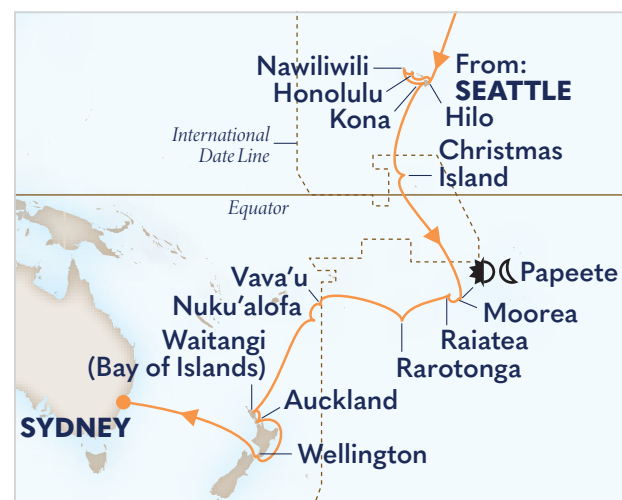 Nawiliwili
Honolulu
Kona
From:
SEATTLE
Hilo
International
Date Line
Christmas
Island
Equator
Papeete
Vava’u
Nuku’alofa
Moorea
Raiatea
Rarotonga
Waitangi
(Bay of Islands)
Auckland
SYDNEY
Wellington